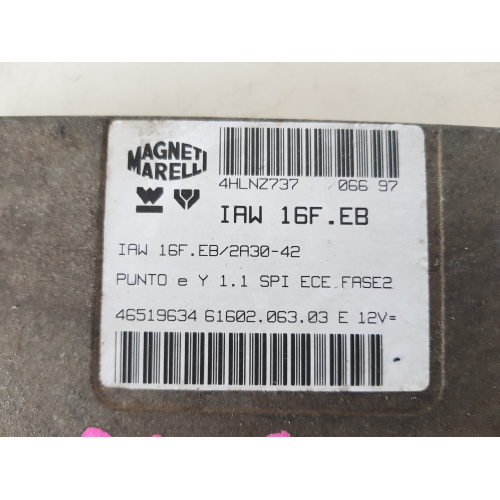 MAGNETI
MARELLI
4HLNZ737 066 97
IAW 16F.EB
IAW 16F.EB/2A30-42
PUNTO e Y 1.1 SPI ECE FASE2
46519634 61602.063.03 E 12V=